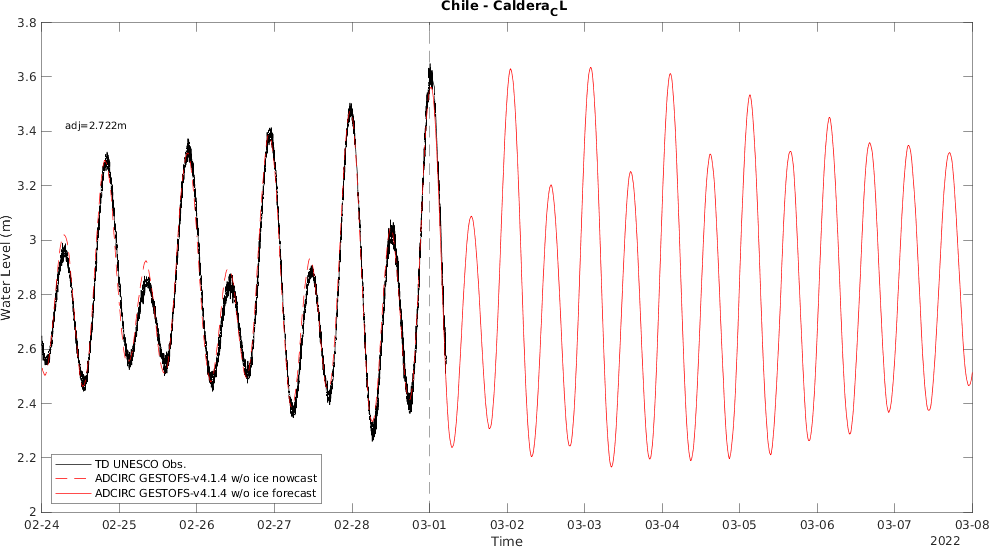 Chile - Caldera_CL
3.8
3.6
3.4
3.2
3
2.8
2.6
2.4
2.2
2
Water Level (m)
adj=2.722m
TD UNESCO Obs.
ADCIRC GESTOFS-v4.1.4 w/o ice nowcast
ADCIRC GESTOFS-v4.1.4 w/o ice forecast
02-24 02-25 02-26 02-27 02-28 03-01 03-02 03-03 03-04 03-05 03-06 03-07 03-08
Time
2022